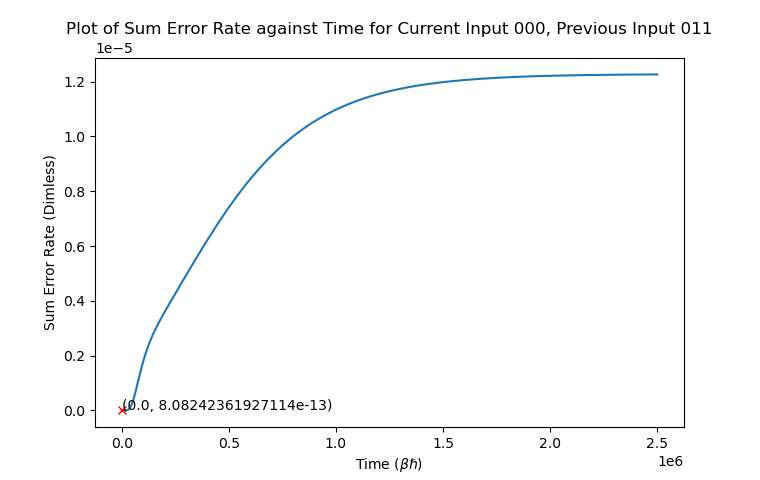 Plot of Sum Error Rate against Time for Current Input 000, Previous Input 011
1e−5
1.2
1.0
0.8
0.6
0.4
0.2
0.0
Sum Error Rate (Dimless)
(0.0, 8.08242361927114e-13)
0.0 0.5 1.0 1.5 2.0 2.5
1e6
Time (βℏ)